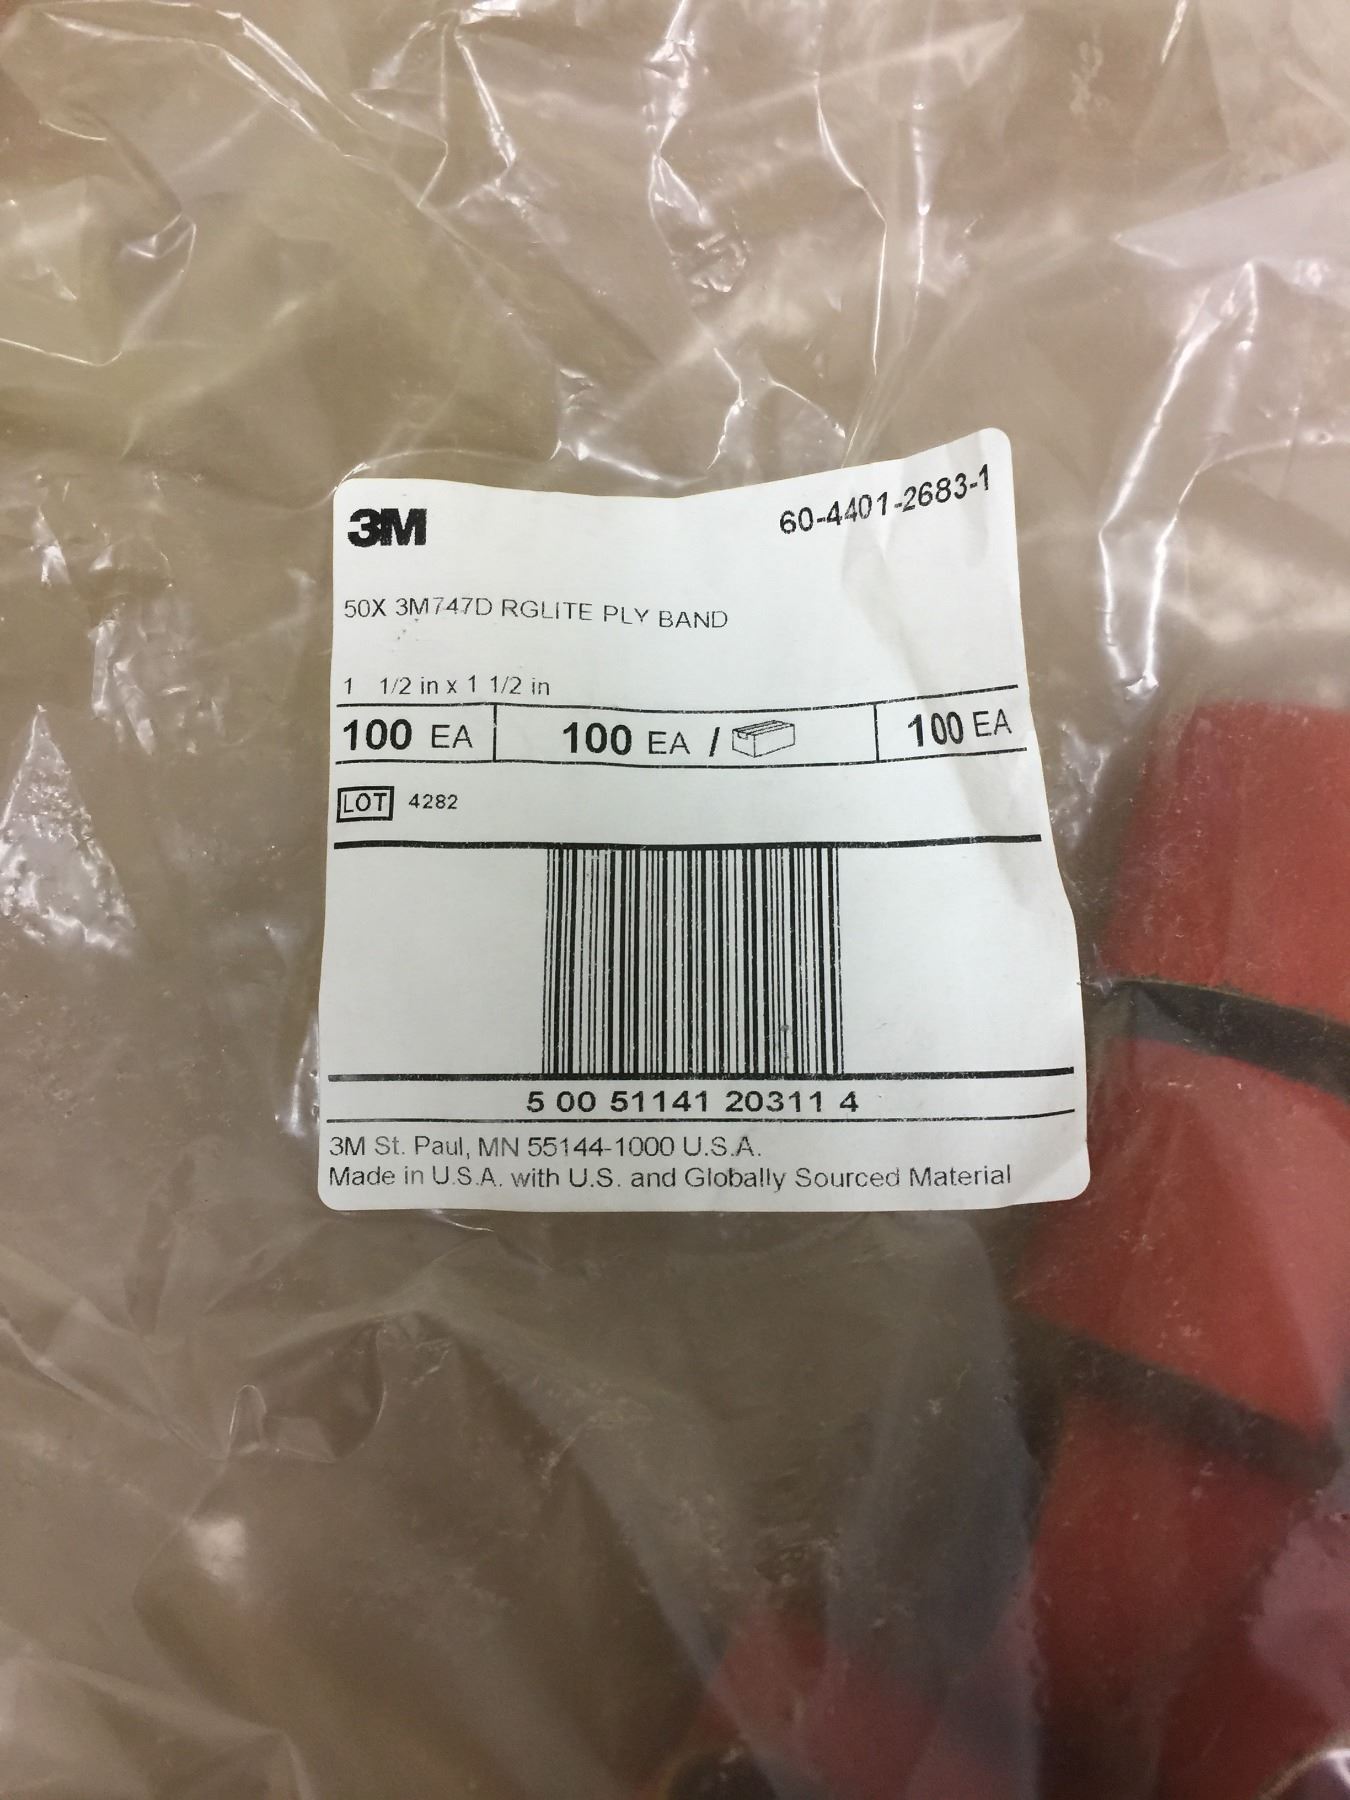 3M
60-4401-2683-1
50X 3M747D RGLITE PLY BAND
1 1/2 in x 1 1/2 in
100 EA 100 EA / 100 EA
LOT 4282
5 00 51141 20311 4
3M St. Paul, MN 55144-1000 U.S.A.
Made in U.S.A. with U.S. and Globally Sourced Material